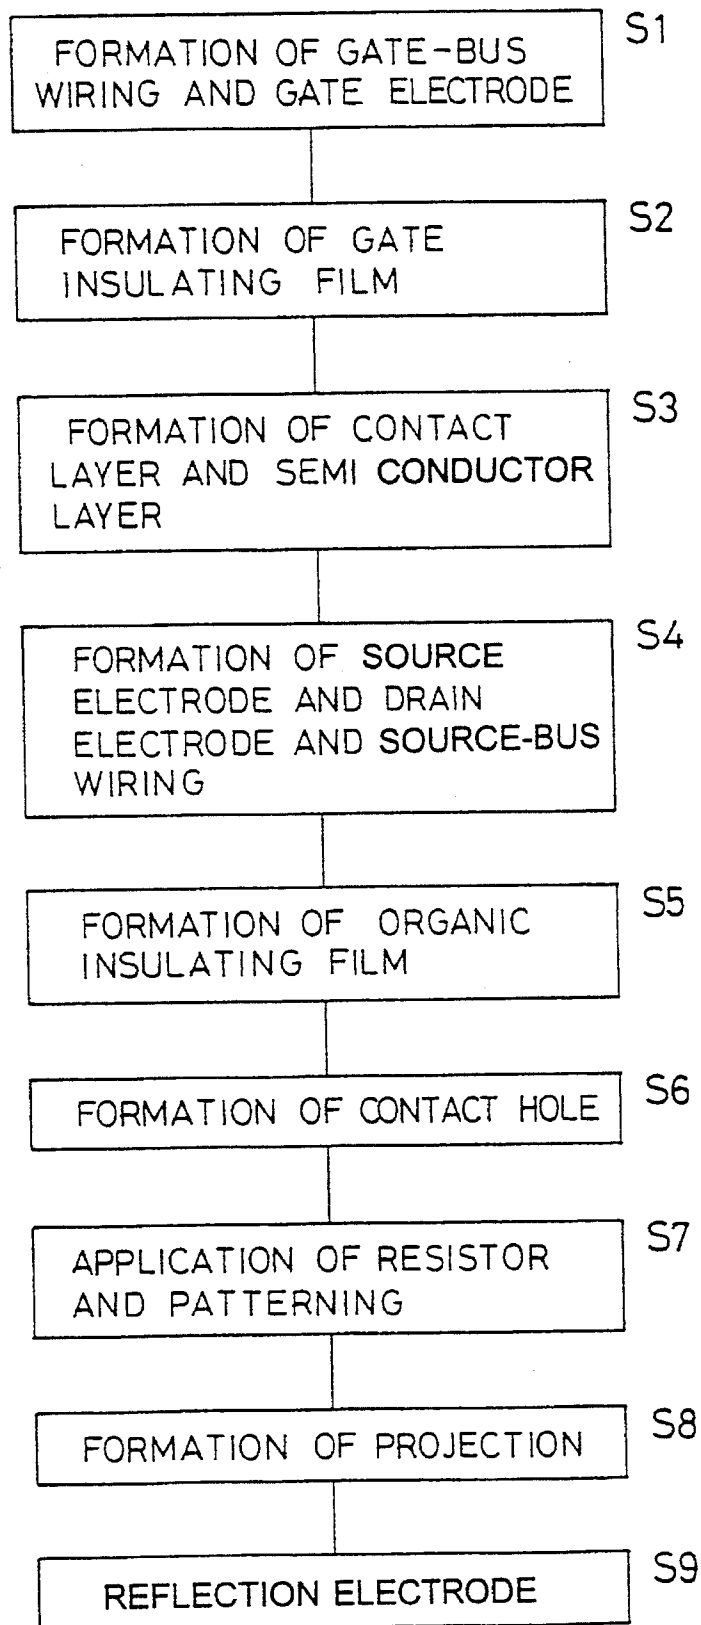 S1
FORMATION OF GATE-BUS
WIRING AND GATE ELECTRODE
S2
FORMATION OF GATE
INSULATING FILM
S3
FORMATION OF CONTACT
LAYER AND SEMI CONDUCTOR
LAYER
S4
FORMATION OF SOURCE
ELECTRODE AND DRAIN
ELECTRODE AND SOURCE-BUS
WIRING
S5
FORMATION OF ORGANIC
INSULATING FILM
S6
FORMATION OF CONTACT HOLE
S7
APPLICATION OF RESISTOR
AND PATTERNING
S8
FORMATION OF PROJECTION
S9
REFLECTION ELECTRODE